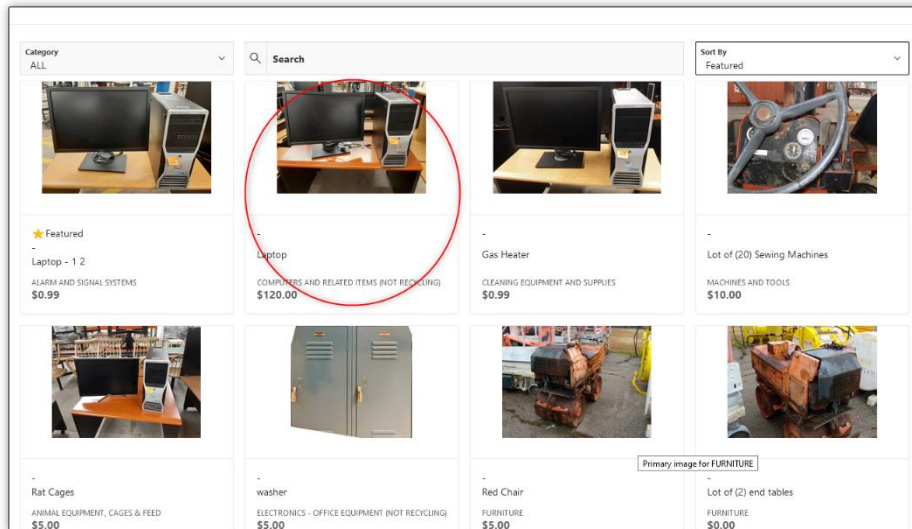 Category
ALL
Search
Sort By
Featured
Featured
-
Laptop - 1 2
ALARM AND SIGNAL SYSTEMS
$0.99
-
Laptop
COMPUTERS AND RELATED ITEMS (NOT RECYCLING)
$120.00
-
Gas Heater
CLEANING EQUIPMENT AND SUPPLIES
$0.99
-
Lot of (20) Sewing Machines
MACHINES AND TOOLS
$10.00
Primary image for FURNITURE
-
Rat Cages
ANIMAL EQUIPMENT, CAGES & FEED
$5.00
-
washer
ELECTRONICS - OFFICE EQUIPMENT (NOT RECYCLING)
$5.00
-
Red Chair
FURNITURE
$5.00
-
Lot of (2) end tables
FURNITURE
$0.00